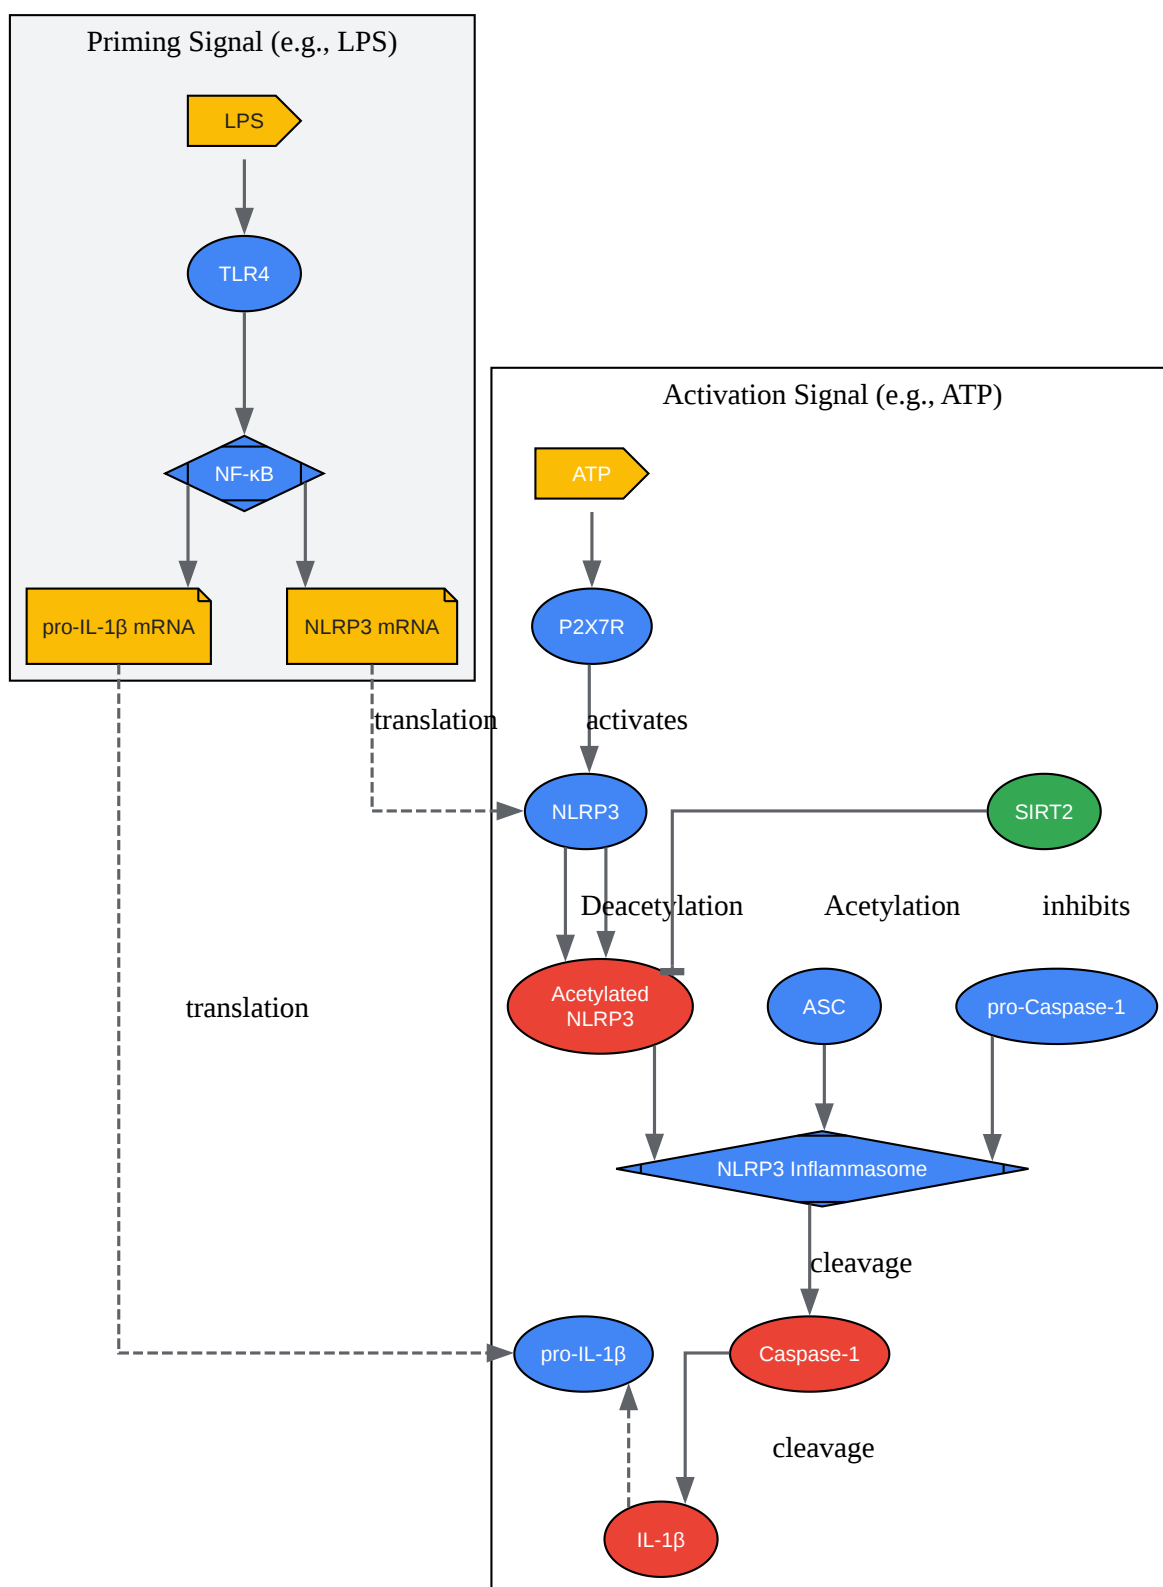 Priming Signal (e.g., LPS)
LPS
TLR4
NF-κB
pro-IL-1β mRNA
NLRP3 mRNA
Activation Signal (e.g., ATP)
ATP
P2X7R
translation
activates
NLRP3
SIRT2
Deacetylation
Acetylation
inhibits
translation
Acetylated
NLRP3
ASC
pro-Caspase-1
NLRP3 Inflammasome
cleavage
pro-IL-1β
Caspase-1
cleavage
IL-1β